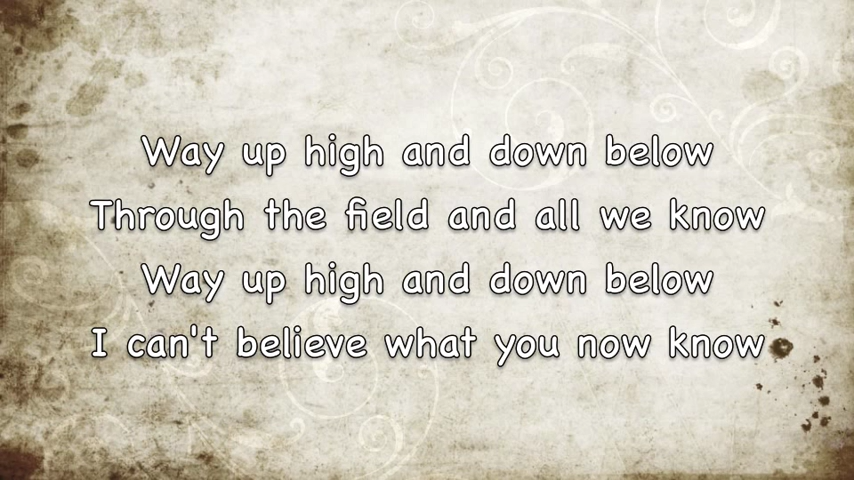 Way up high and down below
Through the field and all we know
Way up high and down below
I can't believe what you now know